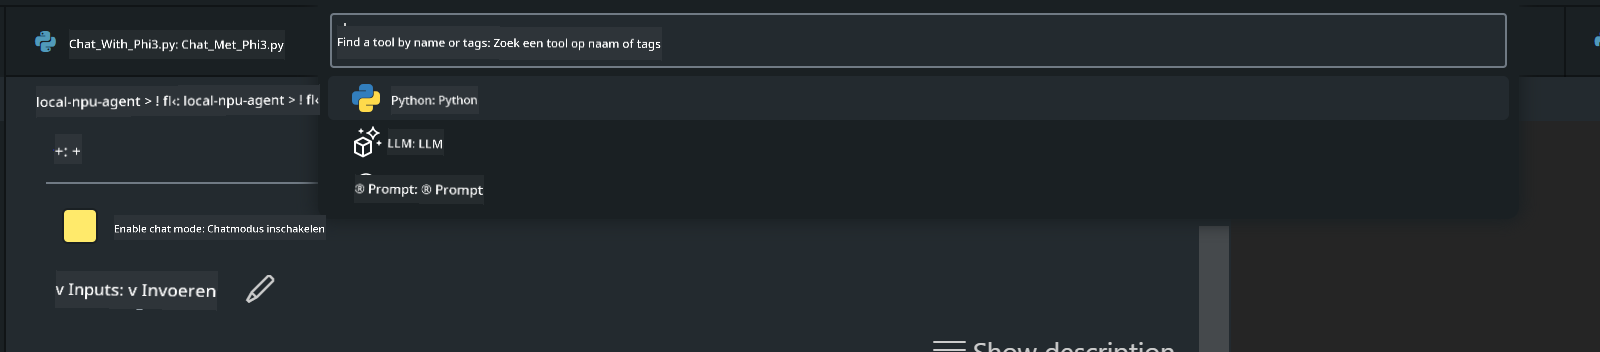 Chat_With_Phi3.py: Chat_Met_Phi3.py
Find a tool by name or tags: Zoek een tool op naam of tags
local-npu-agent > ! fl‹: local-npu-agent > ! fl‹
Python: Python
+: +
LLM: LLM
® Prompt: ® Prompt
Enable chat mode: Chatmodus inschakelen
v Inputs: v Invoeren
Show description